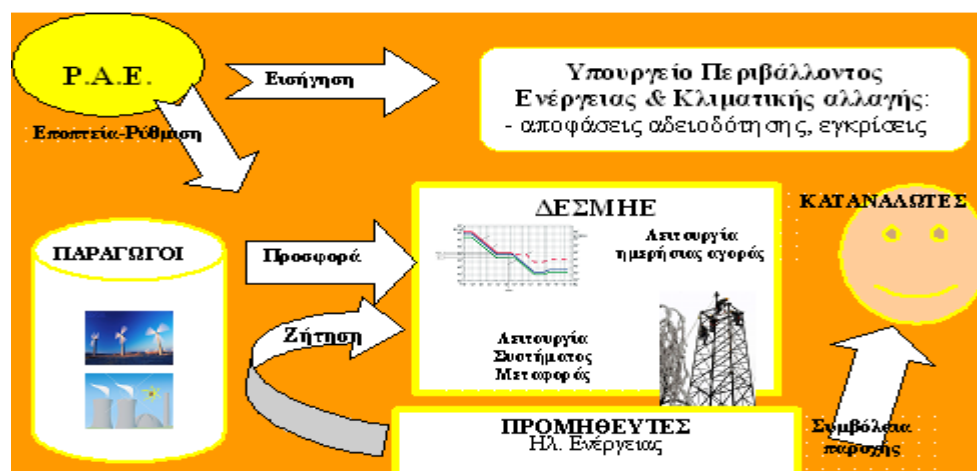 Ρ.Α.Ε.
Εισήγηση
Υπουργείο Περιβάλλοντος
Ενέργειας & Κλιματικής αλλαγής:
- αποφάσεις αδειοδότησης, εγκρίσεις
Εποπτεία-Ρύθμιση
ΔΕΣΜΗΕ
ΚΑΤΑΝΑΛΩΤΕΣ
ΠΑΡΑΓΩΓΟΙ
Προσφορά
Λειτουργία
ημερήσιας αγοράς
Ζήτηση
Λειτουργία
Συστήματος
Μεταφοράς
ΠΡΟΜΗΘΕΥΤΕΣ
Ηλ. Ενέργειας
Συμβόλεια
παροχής